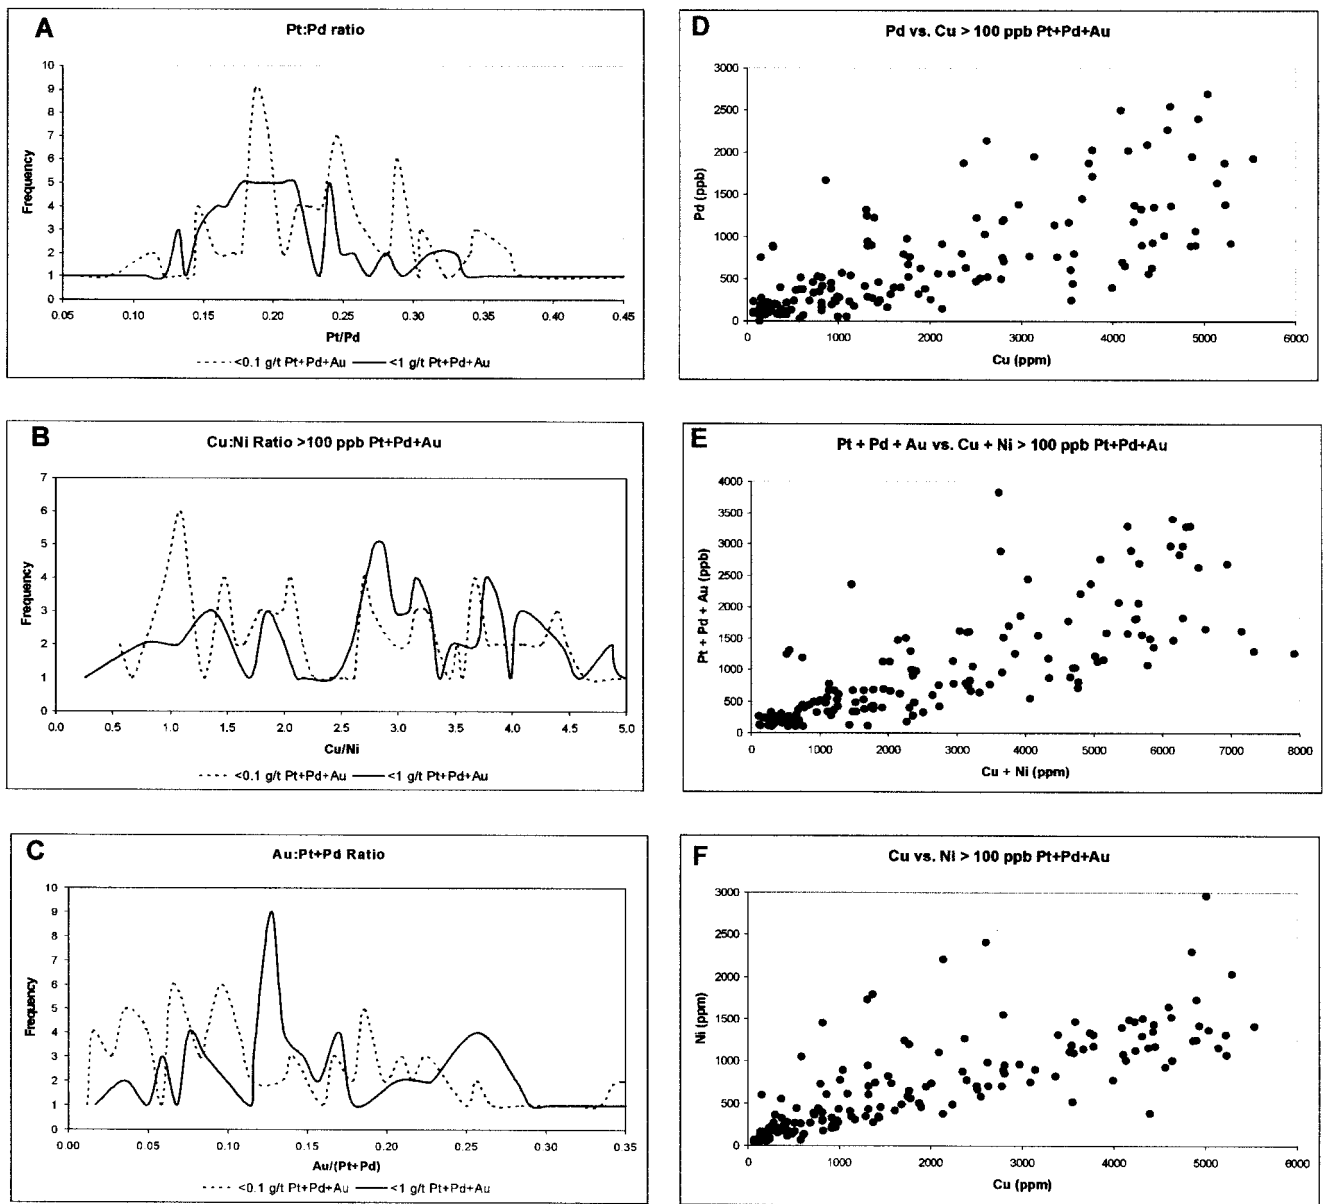 A
Pt:Pd ratio
10
9
8
7
6
5
4
3
2
1
0
Frequency
0.05 0.10 0.15 0.20 0.25 0.30 0.35 0.40 0.45
Pt/Pd
<0.1 g/t Pt+Pd+Au <1 g/t Pt+Pd+Au
B
Cu:Ni Ratio >100 ppb Pt+Pd+Au
7
6
5
4
3
2
1
0
Frequency
0.0 0.5 1.0 1.5 2.0 2.5 3.0 3.5 4.0 4.5 5.0
Cu/Ni
<0.1 g/t Pt+Pd+Au <1 g/t Pt+Pd+Au
C
Au:Pt+Pd Ratio
10
9
8
7
6
5
4
3
2
1
0
Frequency
0.00 0.05 0.10 0.15 0.20 0.25 0.30 0.35
Au/(Pt+Pd)
<0.1 g/t Pt+Pd+Au <1 g/t Pt+Pd+Au
D
Pd vs. Cu > 100 ppb Pt+Pd+Au
3000
2500
2000
1500
1000
500
0
Pd (ppb)
0 1000 2000 3000 4000 5000 6000
Cu (ppm)
E
Pt + Pd + Au vs. Cu + Ni > 100 ppb Pt+Pd+Au
4000
3500
3000
2500
2000
1500
1000
500
0
Pt + Pd + Au (ppb)
0 1000 2000 3000 4000 5000 6000 7000 8000
Cu + Ni (ppm)
F
Cu vs. Ni > 100 ppb Pt+Pd+Au
3000
2500
2000
1500
1000
500
0
Ni (ppm)
0 1000 2000 3000 4000 5000 6000
Cu (ppm)